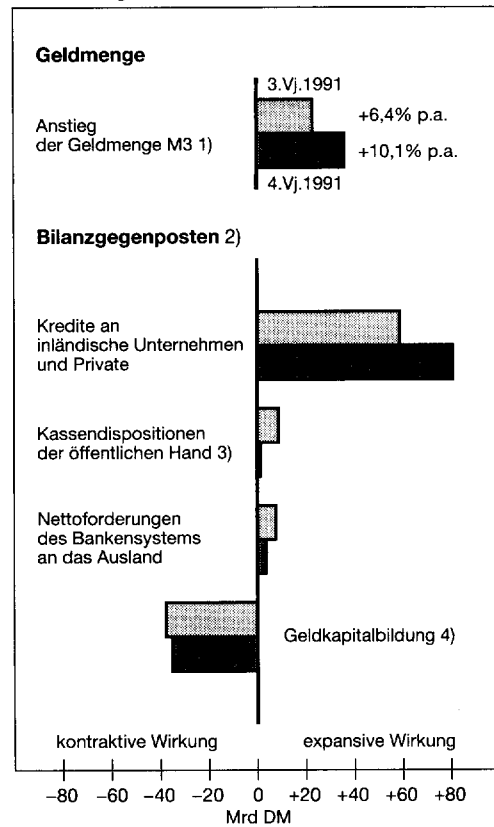 Geldmenge
3.Vj.1991
Anstieg
der Geldmenge M3 1)
+6,4% p.a.
+10,1% p.a.
4.Vj.1991
Bilanzgegenposten 2)
Kredite an
inländische Unternehmen
und Private
Kassendispositionen
der öffentlichen Hand 3)
Nettoforderungen
des Bankensystems
an das Ausland
Geldkapitalbildung 4)
kontraktive Wirkung expansive Wirkung
−80 −60 −40 −20 0 +20 +40 +60 +80
Mrd DM